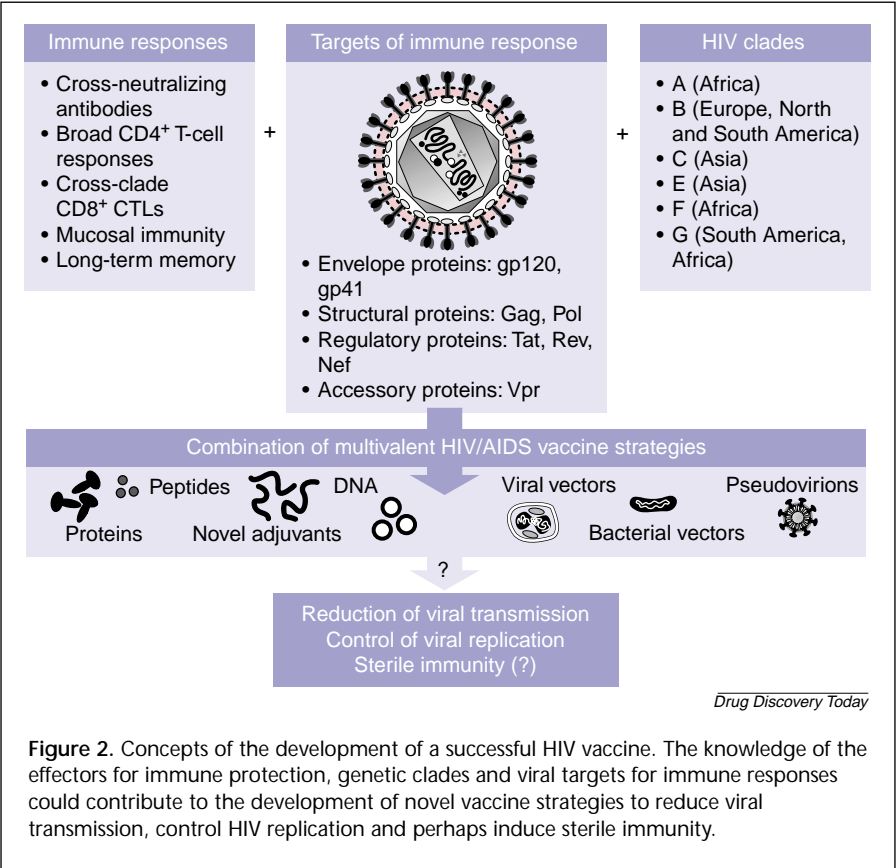 Immune responses
• Cross-neutralizing
antibodies
• Broad CD4+ T-cell
responses
• Cross-clade
CD8+ CTLs
• Mucosal immunity
• Long-term memory
+
Targets of immune response
• Envelope proteins: gp120,
gp41
• Structural proteins: Gag, Pol
• Regulatory proteins: Tat, Rev,
Nef
• Accessory proteins: Vpr
+
HIV clades
• A (Africa)
• B (Europe, North
and South America)
• C (Asia)
• E (Asia)
• F (Africa)
• G (South America,
Africa)
Combination of multivalent HIV/AIDS vaccine strategies
Peptides
DNA
Viral vectors
Pseudovirions
Proteins
Novel adjuvants
Bacterial vectors
?
Reduction of viral transmission
Control of viral replication
Sterile immunity (?)
Drug Discovery Today
Figure 2. Concepts of the development of a successful HIV vaccine. The knowledge of the
effectors for immune protection, genetic clades and viral targets for immune responses
could contribute to the development of novel vaccine strategies to reduce viral
transmission, control HIV replication and perhaps induce sterile immunity.